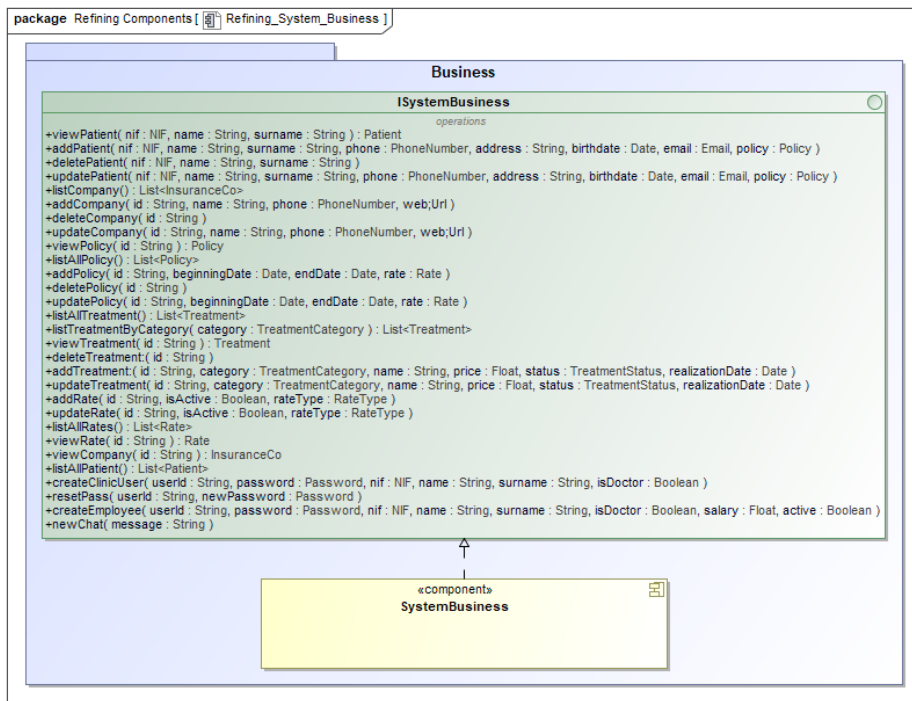 package Refining Components [ Refining_System_Business ]
Business
ISystemBusiness
operations
+viewPatient( nif : NIF, name : String, surname : String ) : Patient
+addPatient( nif : NIF, name : String, surname : String, phone : PhoneNumber, address : String, birthdate : Date, email : Email, policy : Policy )
+deletePatient( nif : NIF, name : String, surname : String )
+updatePatient( nif : NIF, name : String, surname : String, phone : PhoneNumber, address : String, birthdate : Date, email : Email, policy : Policy )
+listCompany() : List<InsuranceCo>
+addCompany( id : String, name : String, phone : PhoneNumber, web;Url )
+deleteCompany( id : String )
+updateCompany( id : String, name : String, phone : PhoneNumber, web;Url )
+viewPolicy( id : String ) : Policy
+listAllPolicy() : List<Policy>
+addPolicy( id : String, beginningDate : Date, endDate : Date, rate : Rate )
+deletePolicy( id : String )
+updatePolicy( id : String, beginningDate : Date, endDate : Date, rate : Rate )
+listAllTreatment() : List<Treatment>
+listTreatmentByCategory( category : TreatmentCategory ) : List<Treatment>
+viewTreatment( id : String ) : Treatment
+deleteTreatment:( id : String )
+addTreatment:( id : String, category : TreatmentCategory, name : String, price : Float, status : TreatmentStatus, realizationDate : Date )
+updateTreatment( id : String, category : TreatmentCategory, name : String, price : Float, status : TreatmentStatus, realizationDate : Date )
+addRate( id : String, isActive : Boolean, rateType : RateType )
+updateRate( id : String, isActive : Boolean, rateType : RateType )
+listAllRates() : List<Rate>
+viewRate( id : String ) : Rate
+viewCompany( id : String ) : InsuranceCo
+listAllPatient() : List<Patient>
+createClinicUser( userId : String, password : Password, nif : NIF, name : String, surname : String, isDoctor : Boolean )
+resetPass( userId : String, newPassword : Password )
+createEmployee( userId : String, password : Password, nif : NIF, name : String, surname : String, isDoctor : Boolean, salary : Float, active : Boolean )
+newChat( message : String )
«component»
SystemBusiness